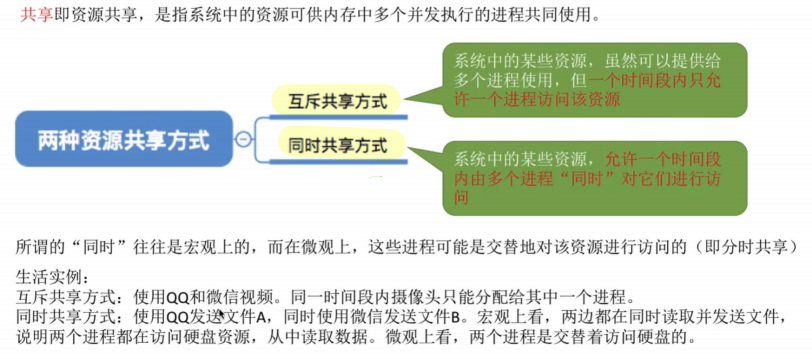 共享即资源共享，是指系统中的资源可供内存中多个并发执行的进程共同使用。
两种资源共享方式
互斥共享方式
系统中的某些资源，虽然可以提供给
多个进程使用，但一个时间段内只允
许一个进程访问该资源
同时共享方式
系统中的某些资源，允许一个时间段
内由多个进程“同时”对它们进行访
问
所谓的“同时”往往是宏观上的，而在微观上，这些进程可能是交替地对该资源进行访问的（即分时共享）
生活实例：
互斥共享方式：使用QQ和微信视频。同一时间段内摄像头只能分配给其中一个进程。
同时共享方式：使用QQ发送文件A，同时使用微信发送文件B。宏观上看，两边都在同时读取并发送文件，
说明两个进程都在访问硬盘资源，从中读取数据。微观上看，两个进程是交替着访问硬盘的。